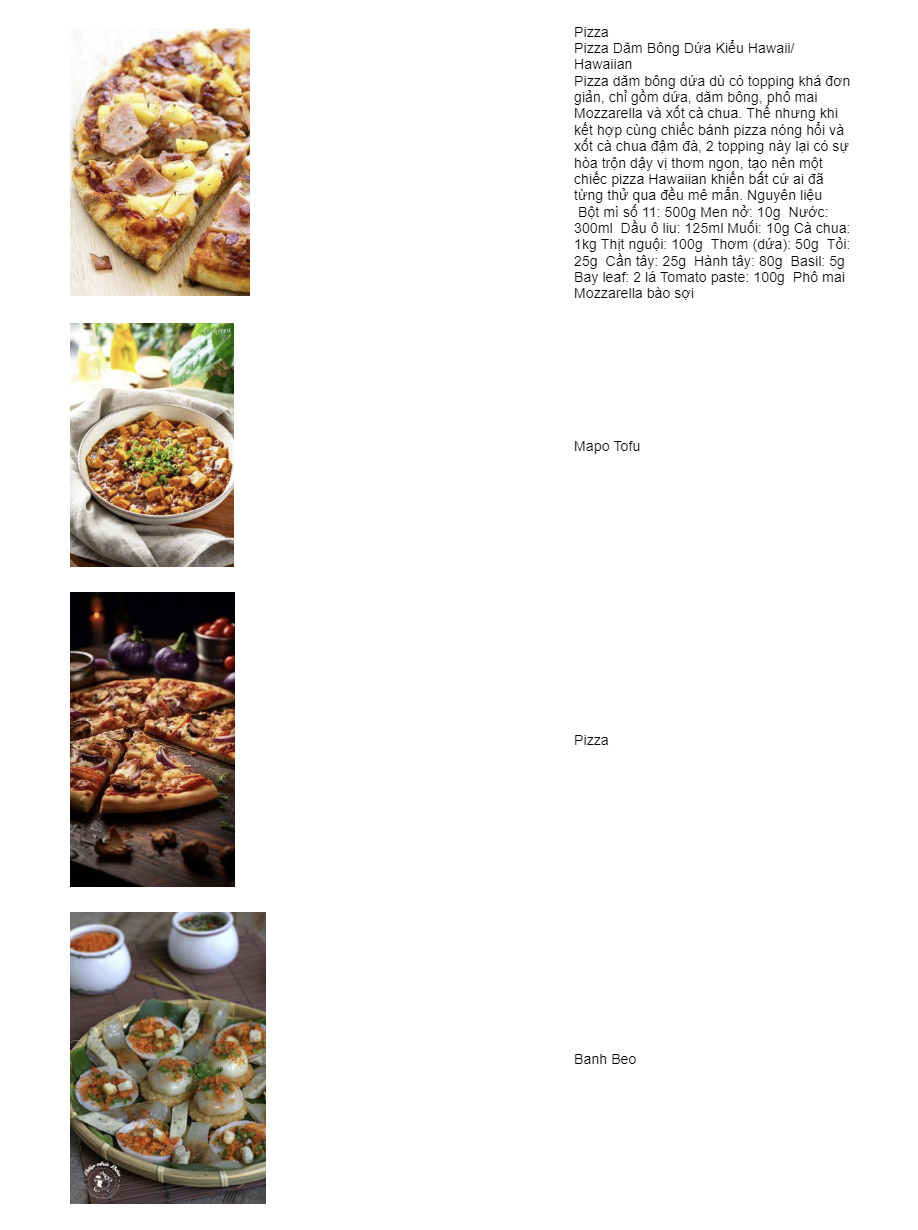 Pizza
Pizza Dăm Bông Dứa Kiểu Hawaii/
Hawaiian
Pizza dăm bông dứa dù có topping khá đơn
giản, chỉ gồm dứa, dăm bông, phô mai
Mozzarella và xốt cà chua. Thế nhưng khi
kết hợp cùng chiếc bánh pizza nóng hổi và
xốt cà chua đậm đà, 2 topping này lại có sự
hòa trộn dậy vị thơm ngon, tạo nên một
chiếc pizza Hawaiian khiến bất cứ ai đã
từng thử qua đều mê mẩn. Nguyên liệu
Bột mì số 11: 500g Men nở: 10g  Nước:
300ml  Dầu ô liu: 125ml Muối: 10g Cà chua:
1kg Thịt nguội: 100g  Thơm (dứa): 50g  Tỏi:
25g  Cần tây: 25g  Hành tây: 80g  Basil: 5g
Bay leaf: 2 lá Tomato paste: 100g  Phô mai
Mozzarella bào sợi
Mapo Tofu
Pizza
Banh Beo